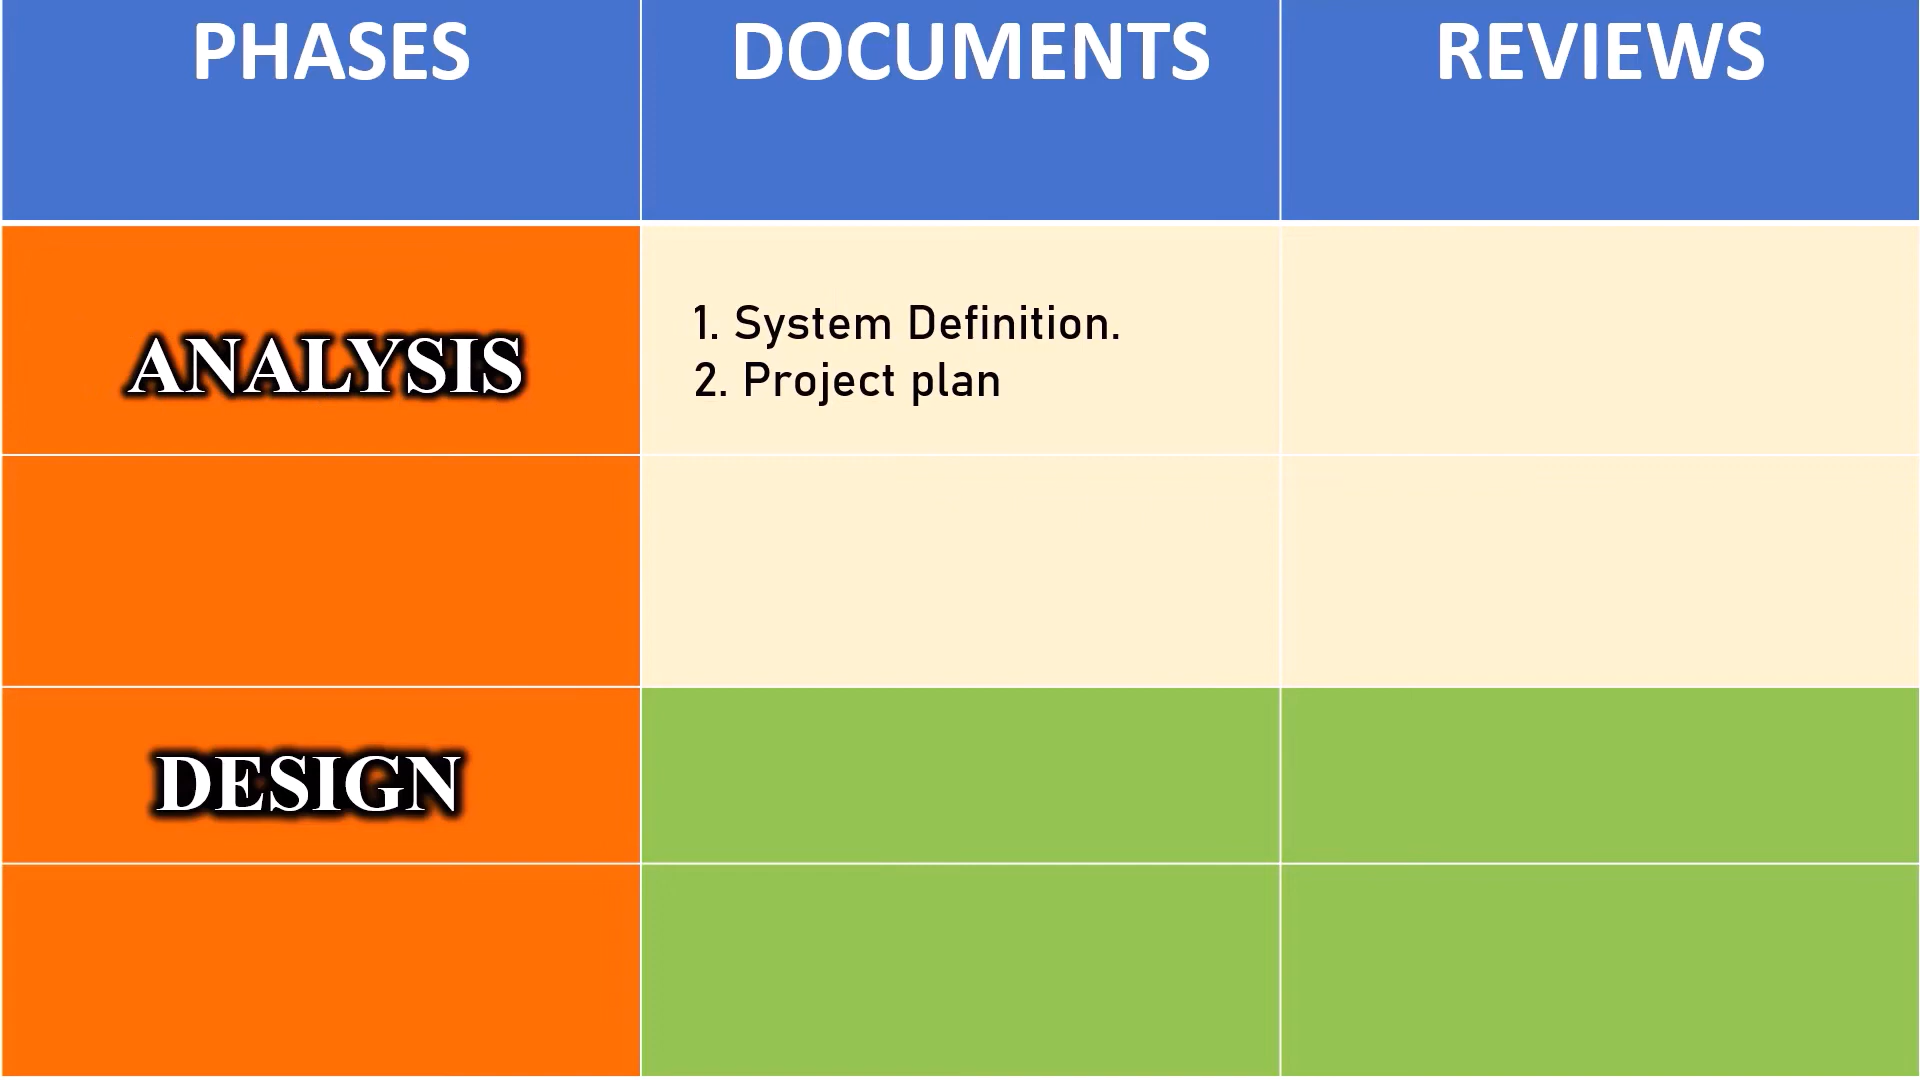 PHASES
DOCUMENTS
REVIEWS
ANALYSIS
1. System Definition.
2. Project plan
DESIGN